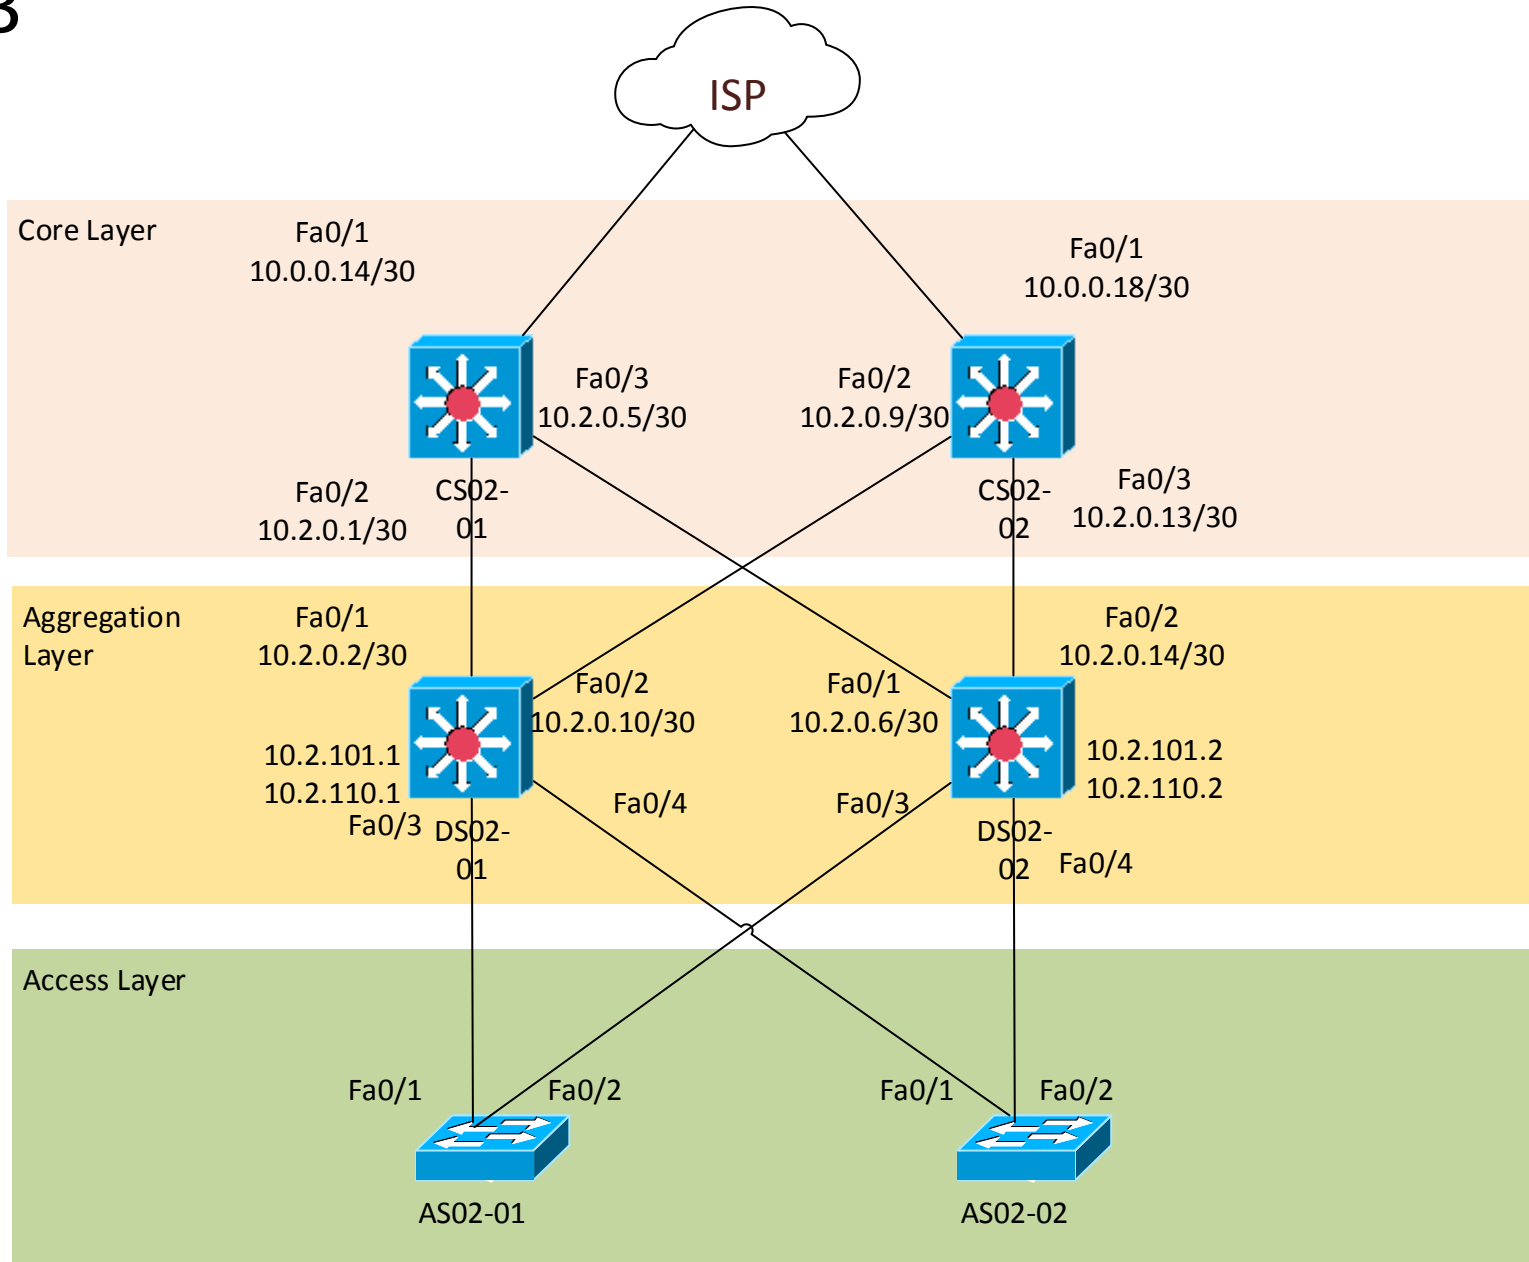 ISP
Core Layer
Fa0/1
10.0.0.14/30
Fa0/1
10.0.0.18/30
Fa0/3
10.2.0.5/30
Fa0/2
10.2.0.9/30
Fa0/2
10.2.0.1/30
CS02-
01
CS02-
02
Fa0/3
10.2.0.13/30
Aggregation
Layer
Fa0/1
10.2.0.2/30
Fa0/2
10.2.0.14/30
Fa0/2
10.2.0.10/30
Fa0/1
10.2.0.6/30
10.2.101.1
10.2.110.1
10.2.101.2
10.2.110.2
Fa0/3
DS02-
01
Fa0/4
Fa0/3
DS02-
02
Fa0/4
Access Layer
Fa0/1
Fa0/2
Fa0/1
Fa0/2
AS02-01
AS02-02